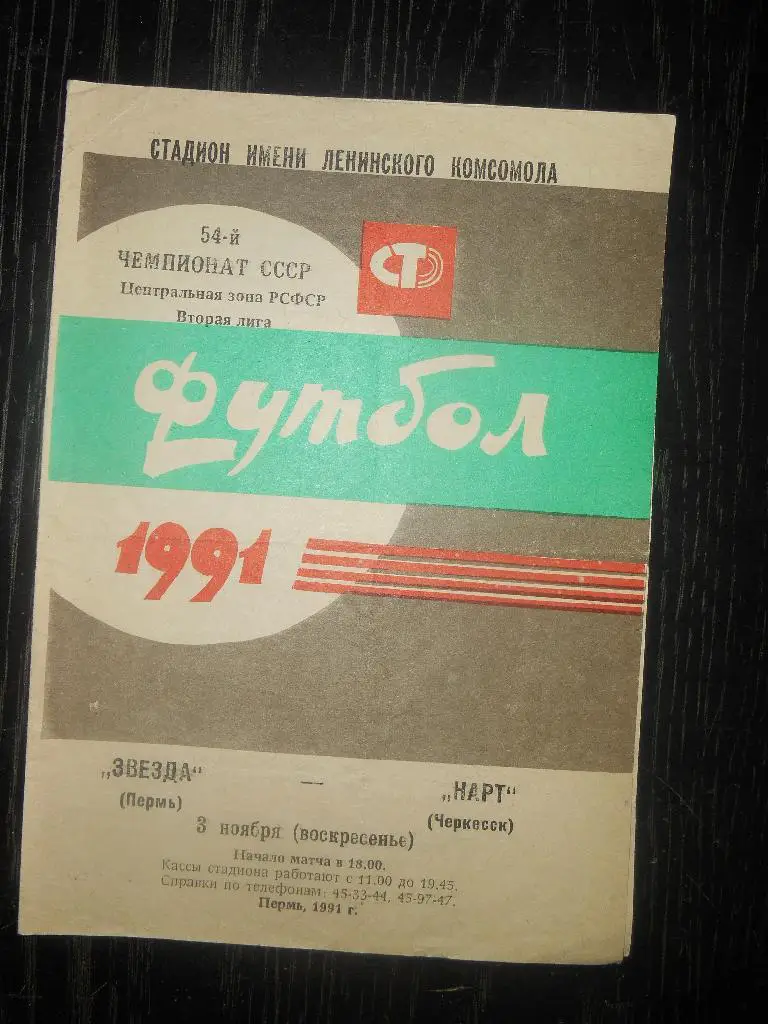 СТАДИОН ИМЕНИ ЛЕНИНСКОГО КОМСОМОЛА
54-й
ЧЕМПИОНАТ СССР
Центральная зона РСФСР
Вторая лига
СТ
Футбол
1991
„ЗВЕЗДА“ — „НАРТ“
(Пермь) (Черкесск)
3 ноября (воскресенье)
Начало матча в 18.00.
Кассы стадиона работают с 11.00 до 19.45.
Справки по телефонам: 45-33-44, 45-97-47.
Пермь, 1991 г.